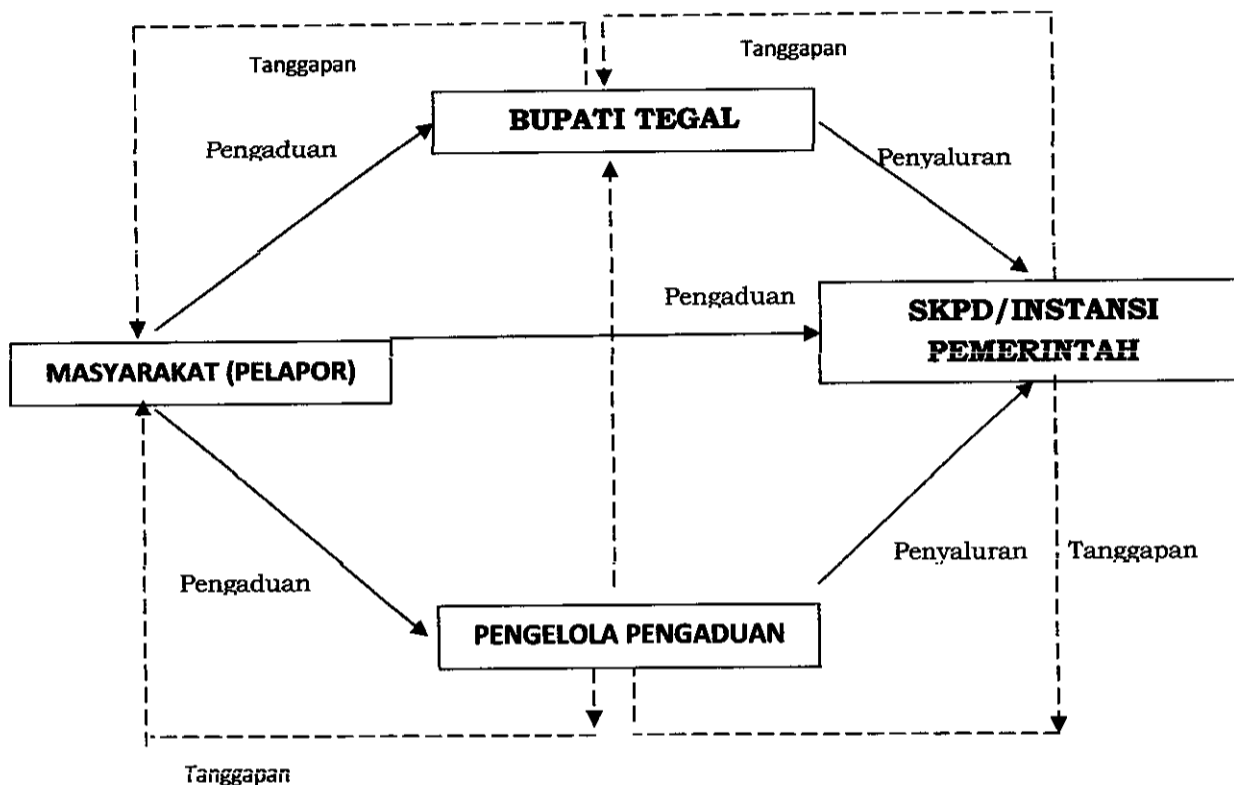 Tanggapan
Tanggapan
BUPATI TEGAL
Pengaduan
Penyaluran
Pengaduan
SKPD/INSTANSI
PEMERINTAH
MASYARAKAT (PELAPOR)
Penyaluran
Tanggapan
Pengaduan
PENGELOLA PENGADUAN
Tanggapan